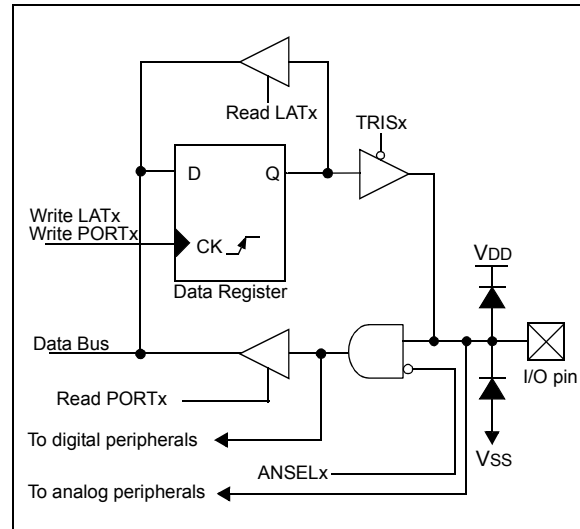 Read LATx
TRISx
D Q
Write LATx
Write PORTx
CK
Data Register
VDD
Data Bus
I/O pin
Read PORTx
To digital peripherals
VSS
ANSELx
To analog peripherals